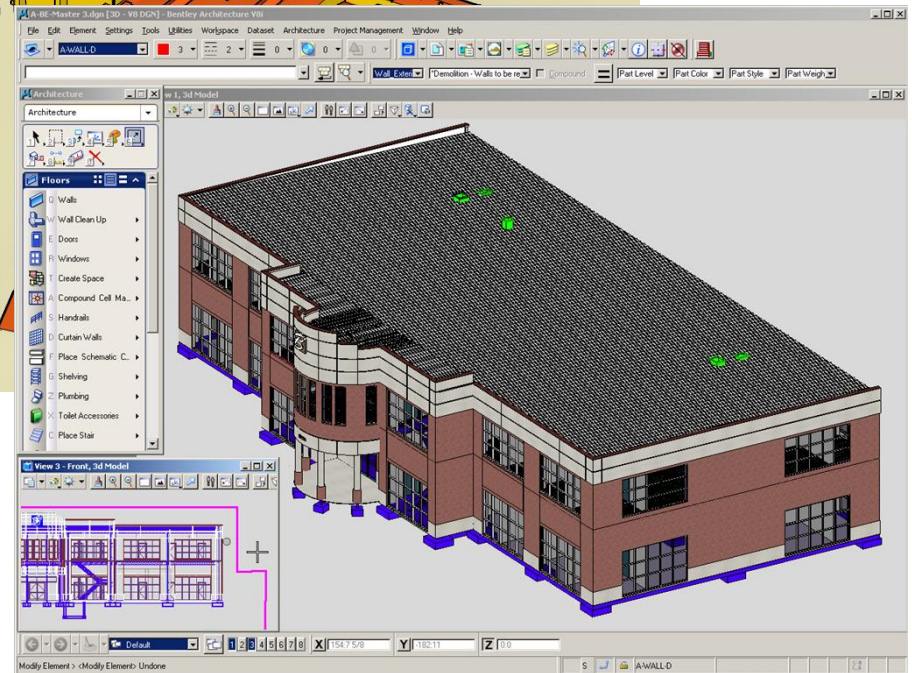 A-BE-Master 3.dgn [3D - V8 DGN] - Bentley Architecture V8i
File Edit Element Settings Tools Utilities Workspace Dataset Architecture Project Management Window Help
A-WALL-D 3 2 0 0 0
Wall_Exteri "Demolition - Walls to be re Compound Part Level Part Color Part Style Part Weigh
Architecture
w 1, 3d Model
Architecture
Floors
Q Walls
W Wall Clean Up
E Doors
R Windows
T Create Space
A Compound Cell Ma...
S Handrails
D Curtain Walls
F Place Schematic C...
G Shelving
Z Plumbing
X Toilet Accessories
C Place Stair
View 3 - Front, 3d Model
Default 1 2 3 4 5 6 7 8 X 154:7 5/8 Y -182:11 Z 0:0
Modify Element > <Modify Element> Undone S A-WALL-D